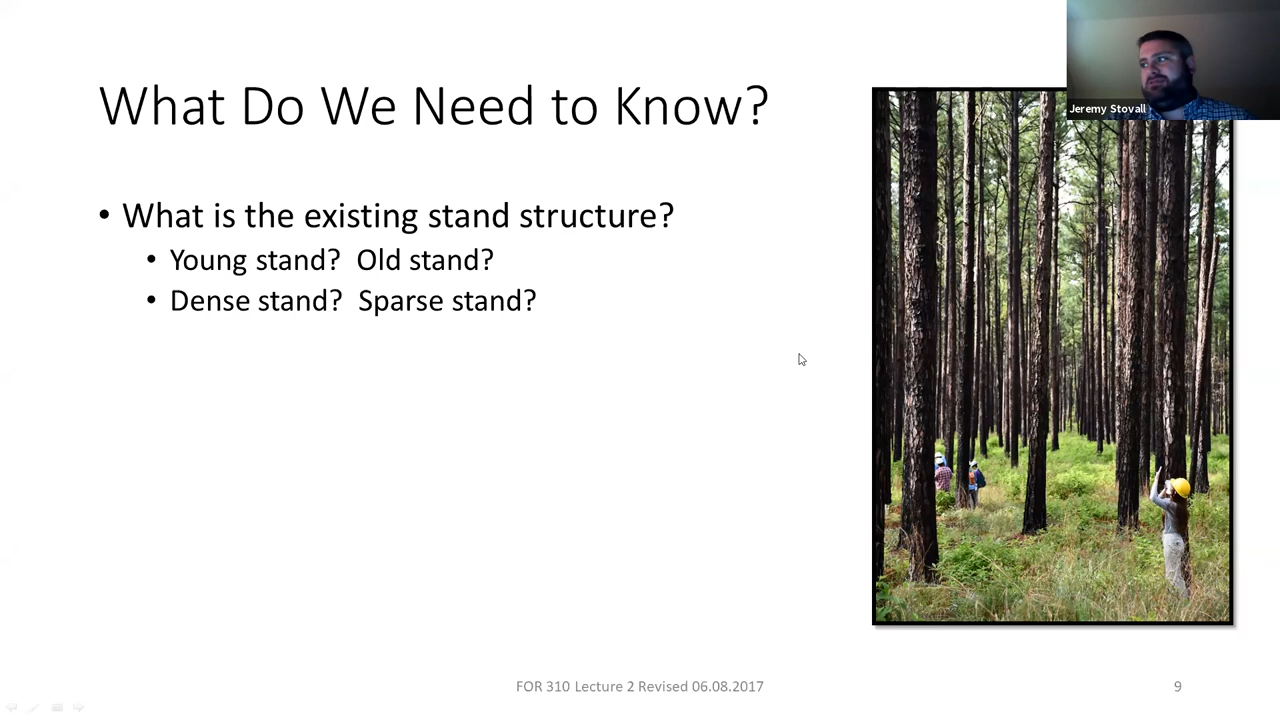 Jeremy Stovall
What Do We Need to Know?
• What is the existing stand structure?
• Young stand?  Old stand?
• Dense stand?  Sparse stand?
FOR 310 Lecture 2 Revised 06.08.2017
9